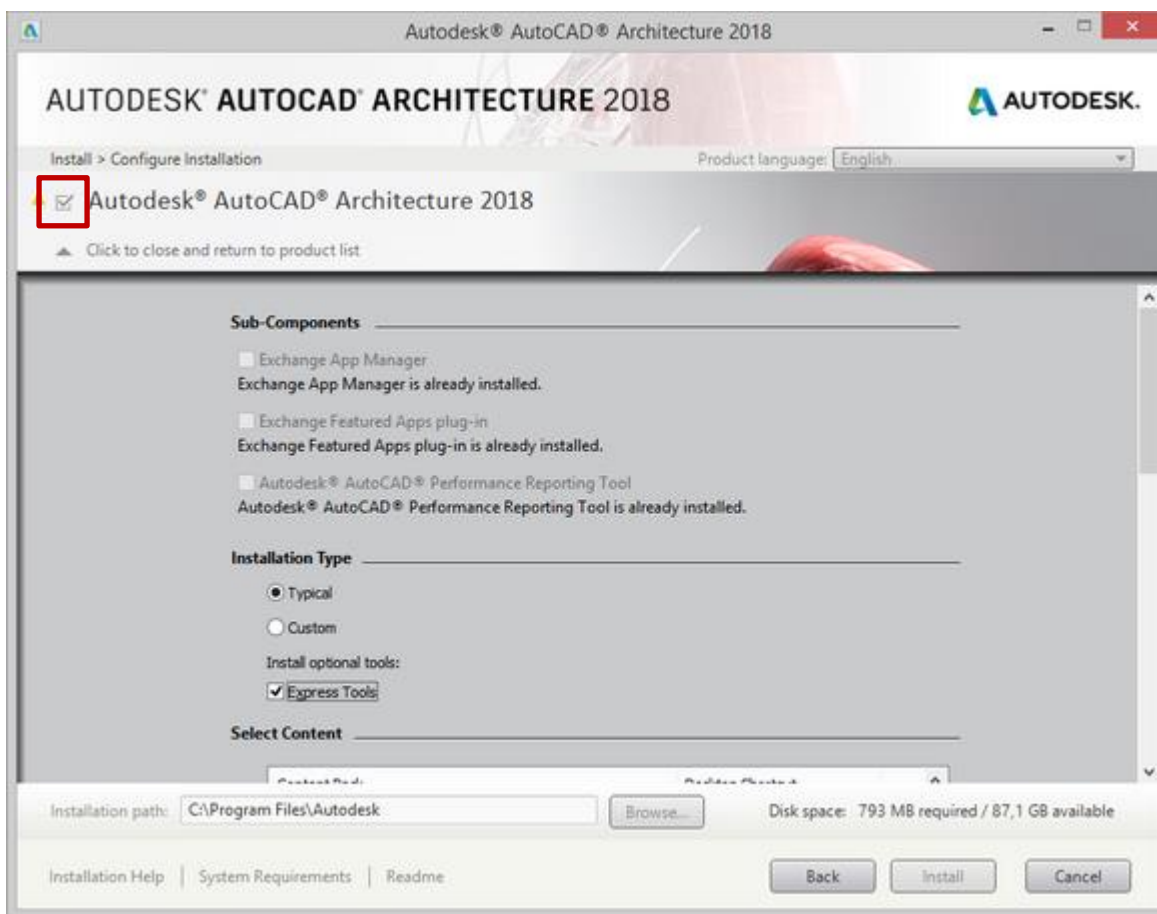 Autodesk® AutoCAD® Architecture 2018
AUTODESK® AUTOCAD® ARCHITECTURE 2018
AUTODESK.
Install > Configure Installation
Product language: English
Autodesk® AutoCAD® Architecture 2018
Click to close and return to product list
Sub-Components
Exchange App Manager
Exchange App Manager is already installed.
Exchange Featured Apps plug-in
Exchange Featured Apps plug-in is already installed.
Autodesk® AutoCAD® Performance Reporting Tool
Autodesk® AutoCAD® Performance Reporting Tool is already installed.
Installation Type
Typical
Custom
Install optional tools:
Express Tools
Select Content
Installation path: C:\Program Files\Autodesk
Browse...
Disk space: 793 MB required / 87,1 GB available
Installation Help | System Requirements | Readme
Back
Install
Cancel